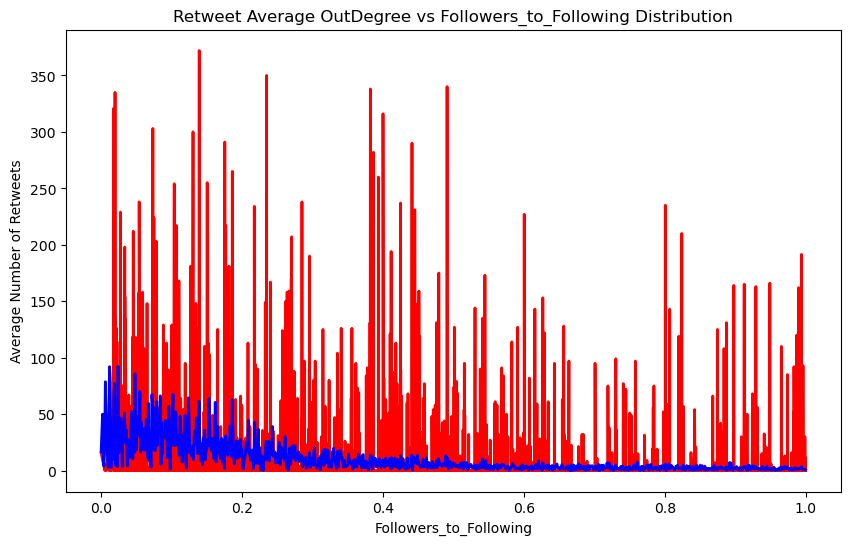 Retweet Average OutDegree vs Followers_to_Following Distribution
Average Number of Retweets
350
300
250
200
150
100
50
0
0.0 0.2 0.4 0.6 0.8 1.0
Followers_to_Following